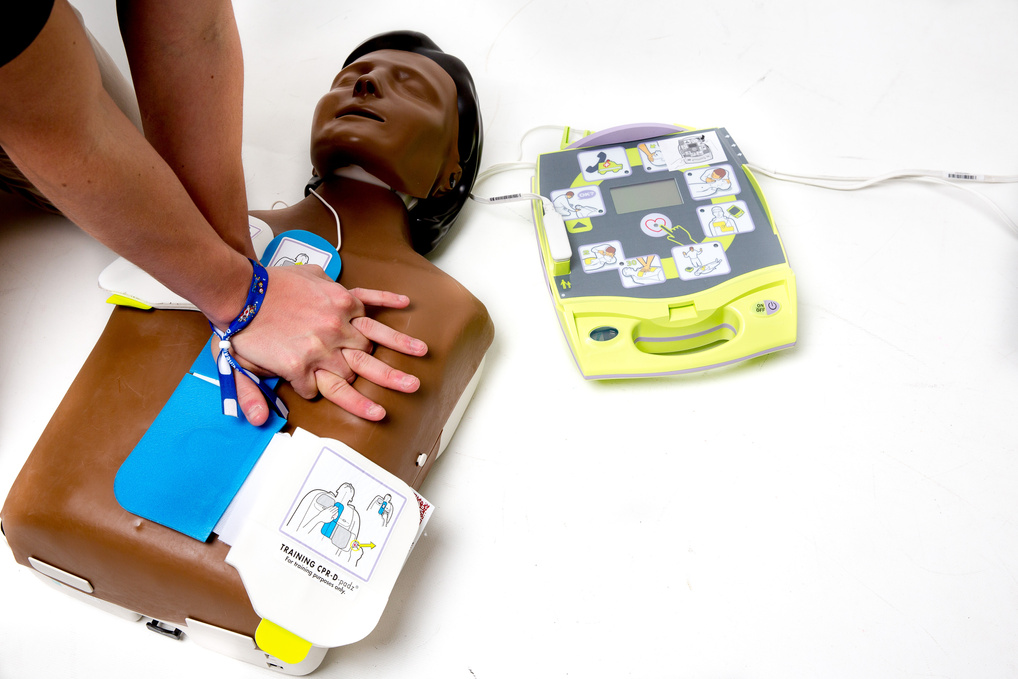 ON
OFF
TRAINING CPR-D•padz®
For training purposes only.